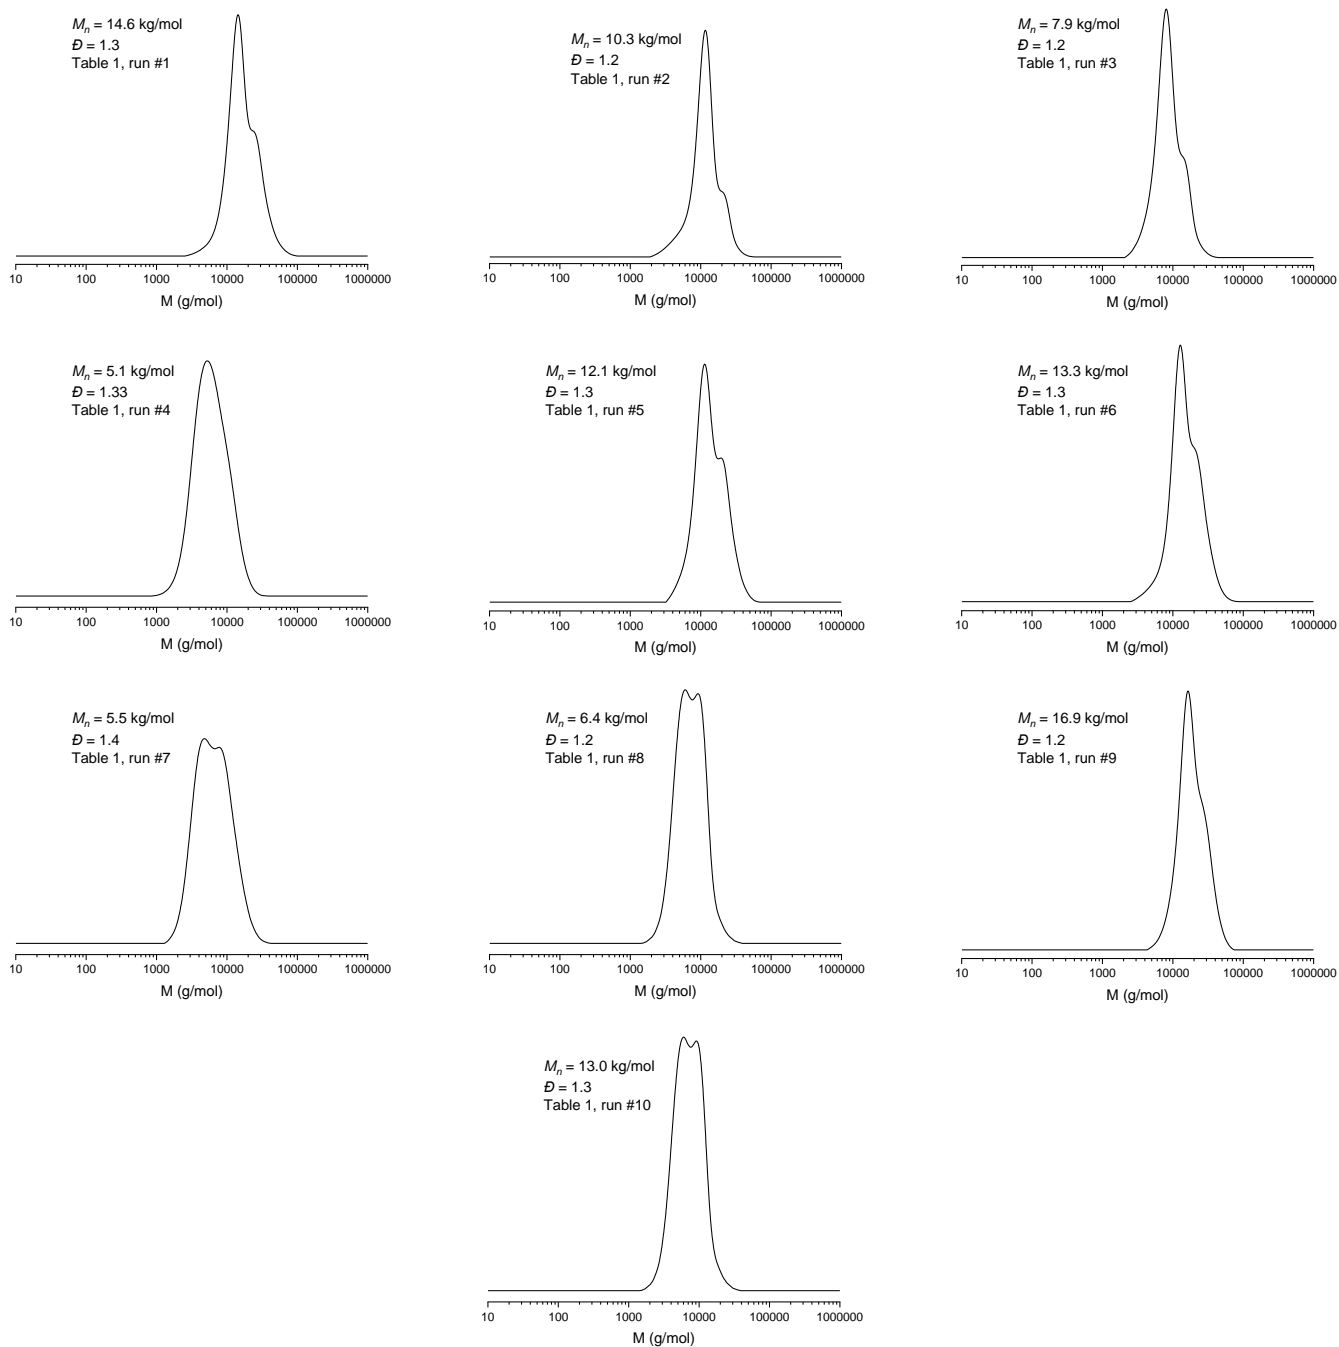 Mn = 14.6 kg/mol
Đ = 1.3
Table 1, run #1
10 100 1000 10000 100000 1000000
M (g/mol)
Mn = 10.3 kg/mol
Đ = 1.2
Table 1, run #2
10 100 1000 10000 100000 1000000
M (g/mol)
Mn = 7.9 kg/mol
Đ = 1.2
Table 1, run #3
10 100 1000 10000 100000 1000000
M (g/mol)
Mn = 5.1 kg/mol
Đ = 1.33
Table 1, run #4
10 100 1000 10000 100000 1000000
M (g/mol)
Mn = 12.1 kg/mol
Đ = 1.3
Table 1, run #5
10 100 1000 10000 100000 1000000
M (g/mol)
Mn = 13.3 kg/mol
Đ = 1.3
Table 1, run #6
10 100 1000 10000 100000 1000000
M (g/mol)
Mn = 5.5 kg/mol
Đ = 1.4
Table 1, run #7
10 100 1000 10000 100000 1000000
M (g/mol)
Mn = 6.4 kg/mol
Đ = 1.2
Table 1, run #8
10 100 1000 10000 100000 1000000
M (g/mol)
Mn = 16.9 kg/mol
Đ = 1.2
Table 1, run #9
10 100 1000 10000 100000 1000000
M (g/mol)
Mn = 13.0 kg/mol
Đ = 1.3
Table 1, run #10
10 100 1000 10000 100000 1000000
M (g/mol)